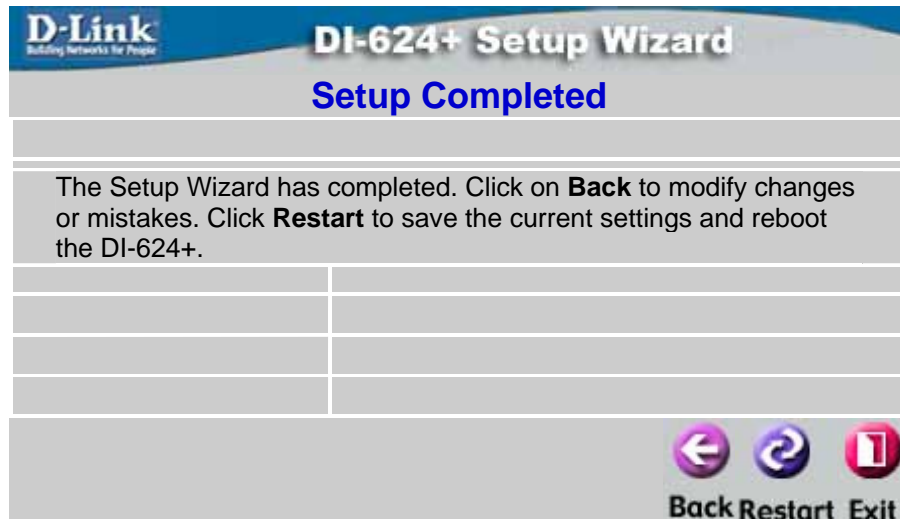 D-Link
Building Networks for People
DI-624+ Setup Wizard
Setup Completed
The Setup Wizard has completed. Click on Back to modify changes
or mistakes. Click Restart to save the current settings and reboot
the DI-624+.
Back Restart Exit